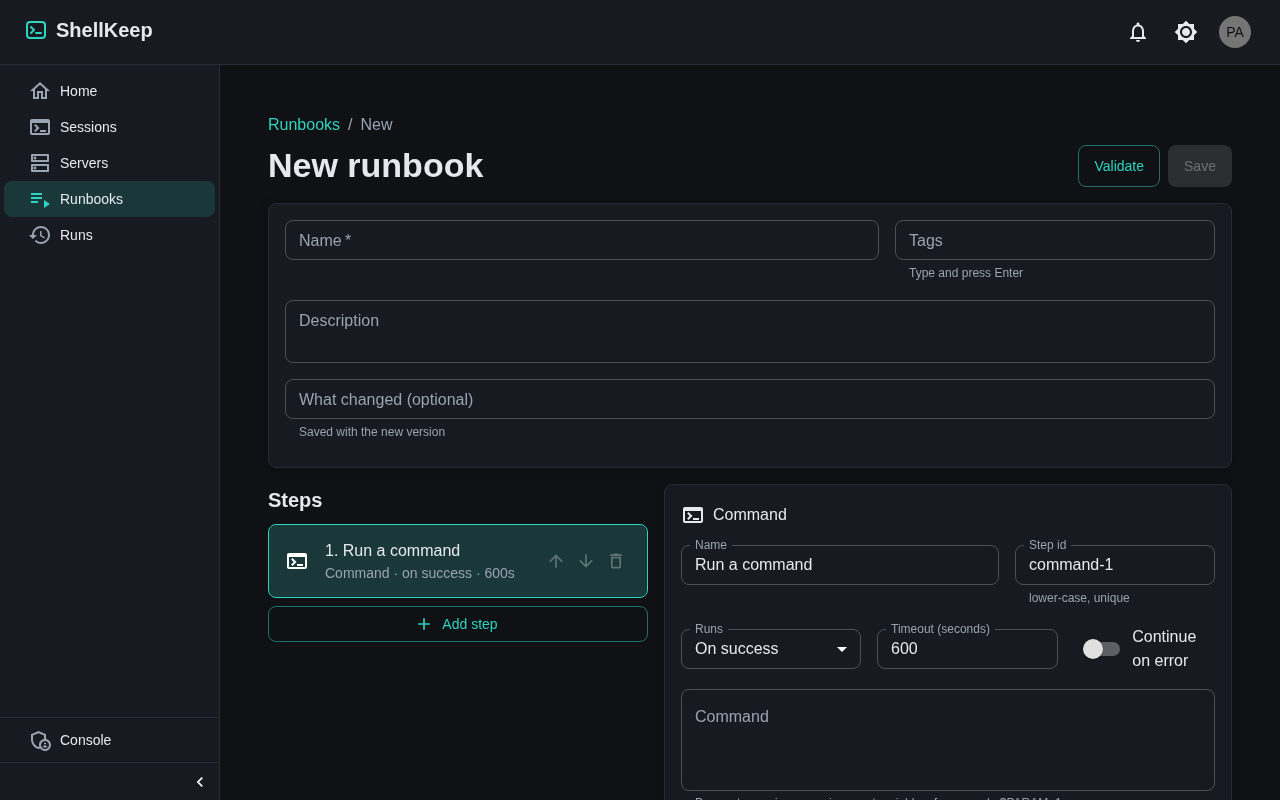 ShellKeep
PA
Home
Sessions
Servers
Runbooks
Runs
Console
Runbooks / New
New runbook
Validate
Save
Name *
Tags
Type and press Enter
Description
What changed (optional)
Saved with the new version
Steps
1. Run a command
Command · on success · 600s
Add step
Command
Name
Run a command
Step id
command-1
lower-case, unique
Runs
On success
Timeout (seconds)
600
Continue
on error
Command